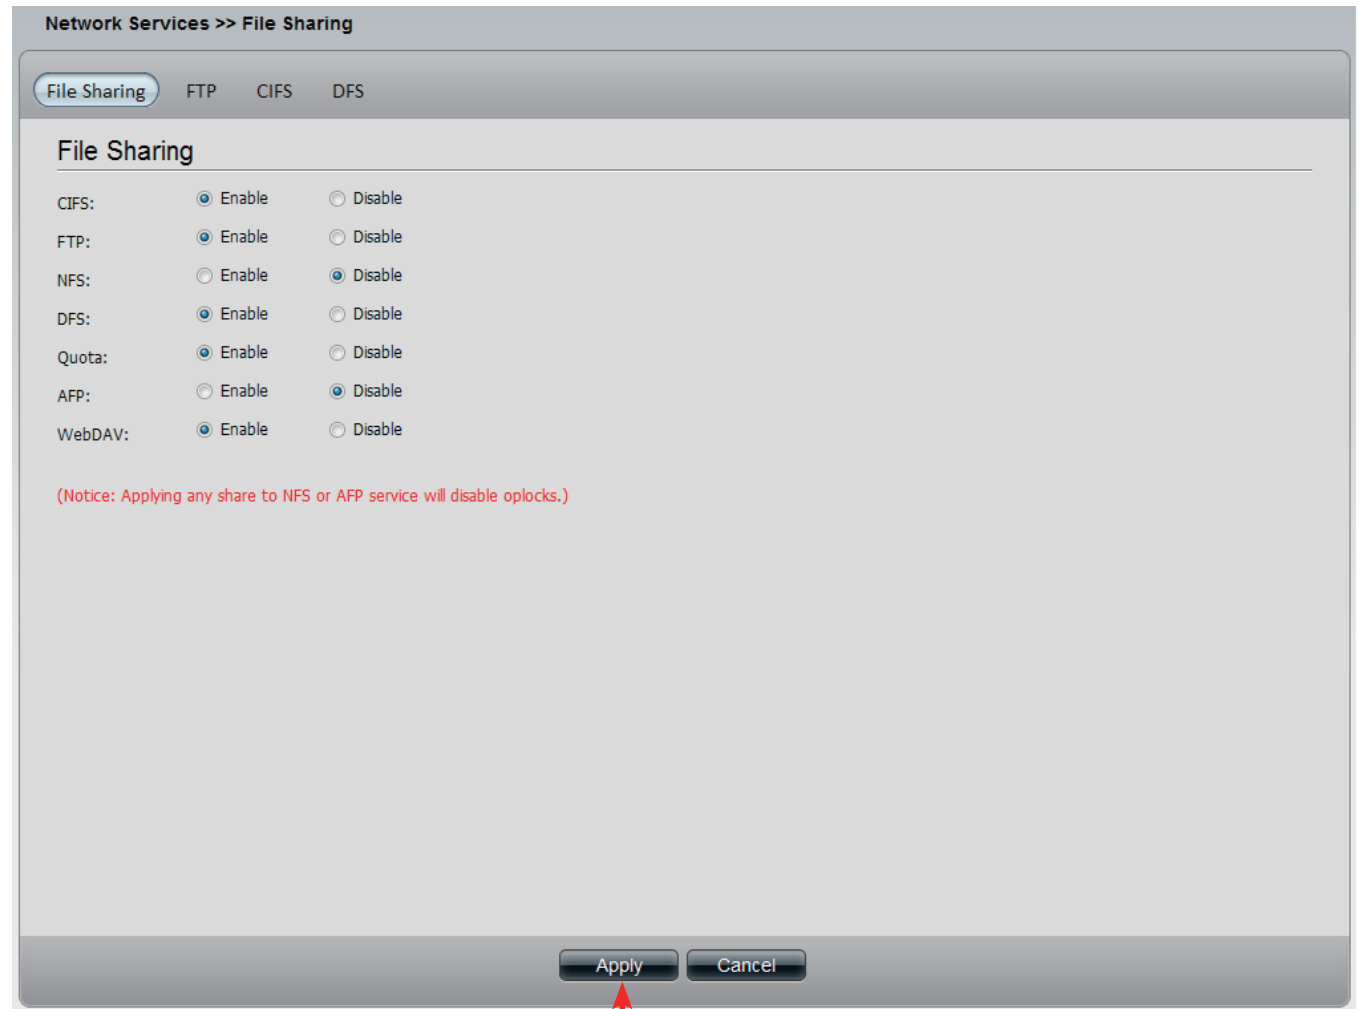 Network Services >> File Sharing
File Sharing FTP CIFS DFS
File Sharing
CIFS: Enable Disable
FTP: Enable Disable
NFS: Enable Disable
DFS: Enable Disable
Quota: Enable Disable
AFP: Enable Disable
WebDAV: Enable Disable
(Notice: Applying any share to NFS or AFP service will disable oplocks.)
Apply Cancel